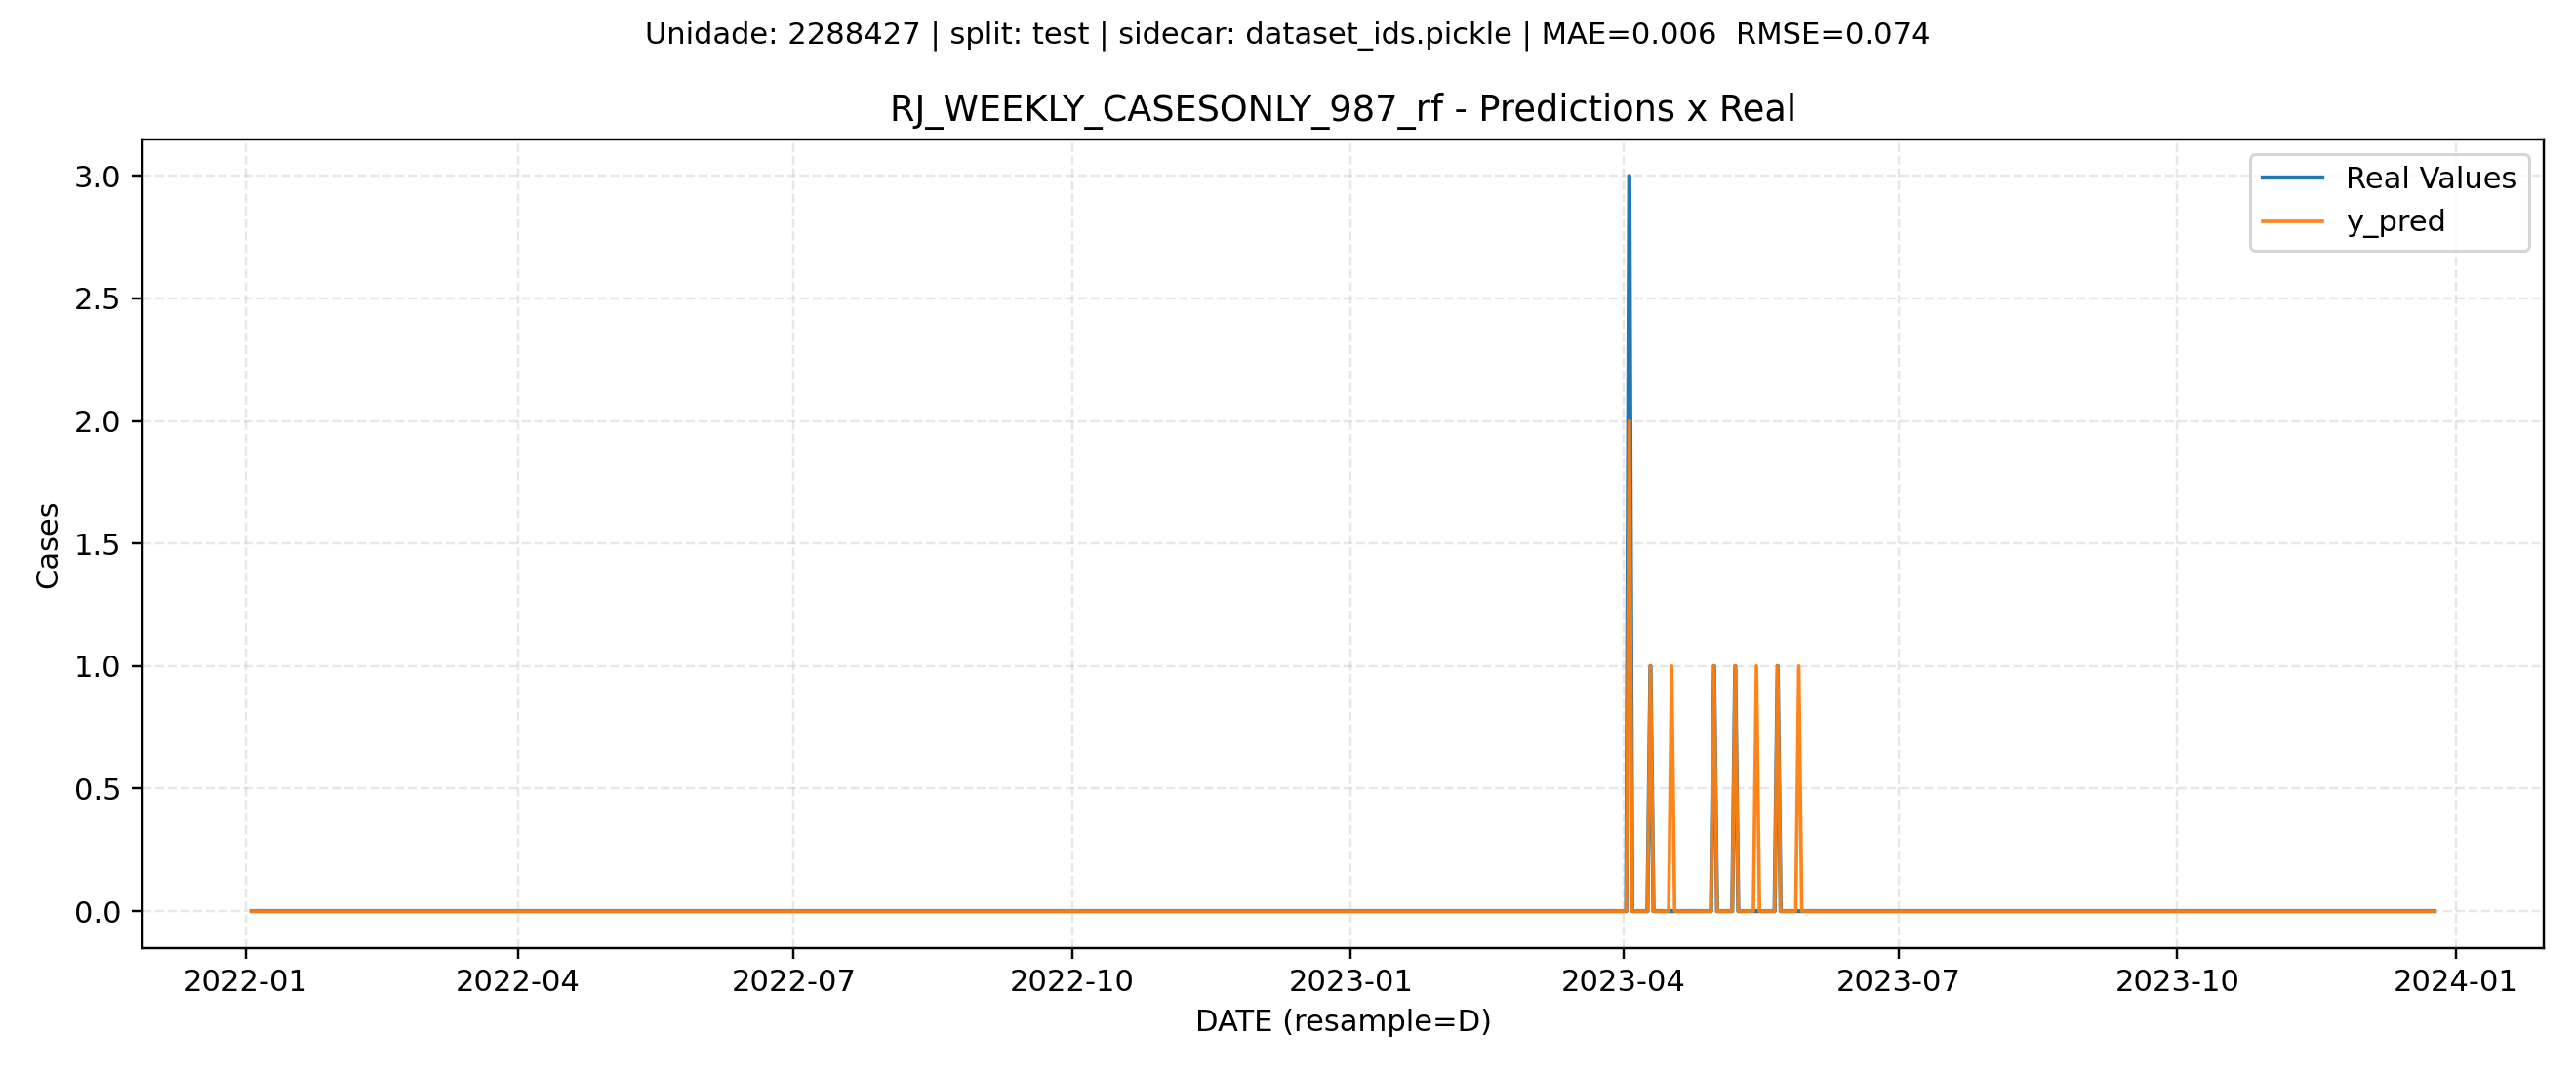 Unidade: 2288427 | split: test | sidecar: dataset_ids.pickle | MAE=0.006  RMSE=0.074
RJ_WEEKLY_CASESONLY_987_rf - Predictions x Real
Real Values
y_pred
3.0
2.5
2.0
1.5
1.0
0.5
0.0
Cases
2022-01
2022-04
2022-07
2022-10
2023-01
2023-04
2023-07
2023-10
2024-01
DATE (resample=D)